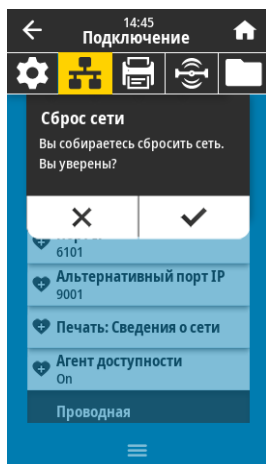 14:45
Подключение
Сброс сети
Вы собираетесь сбросить сеть.
Вы уверены?
6101
Альтернативный порт IP
9001
Печать: Сведения о сети
Агент доступности
On
Проводная